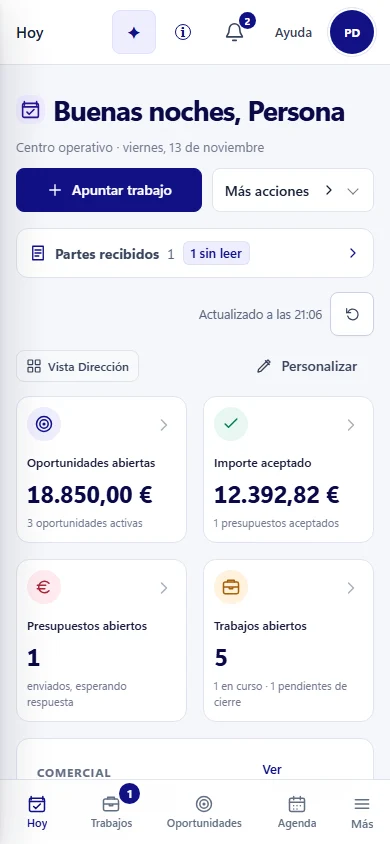 Hoy
2
Ayuda
PD
Buenas noches, Persona
Centro operativo · viernes, 13 de noviembre
Apuntar trabajo
Más acciones
Partes recibidos 1 1 sin leer
Actualizado a las 21:06
Vista Dirección
Personalizar
Oportunidades abiertas
18.850,00 €
3 oportunidades activas
Importe aceptado
12.392,82 €
1 presupuestos aceptados
Presupuestos abiertos
1
enviados, esperando
respuesta
Trabajos abiertos
5
1 en curso · 1 pendientes de
cierre
COMERCIAL
Ver
Hoy
1
Trabajos
Oportunidades
Agenda
Más